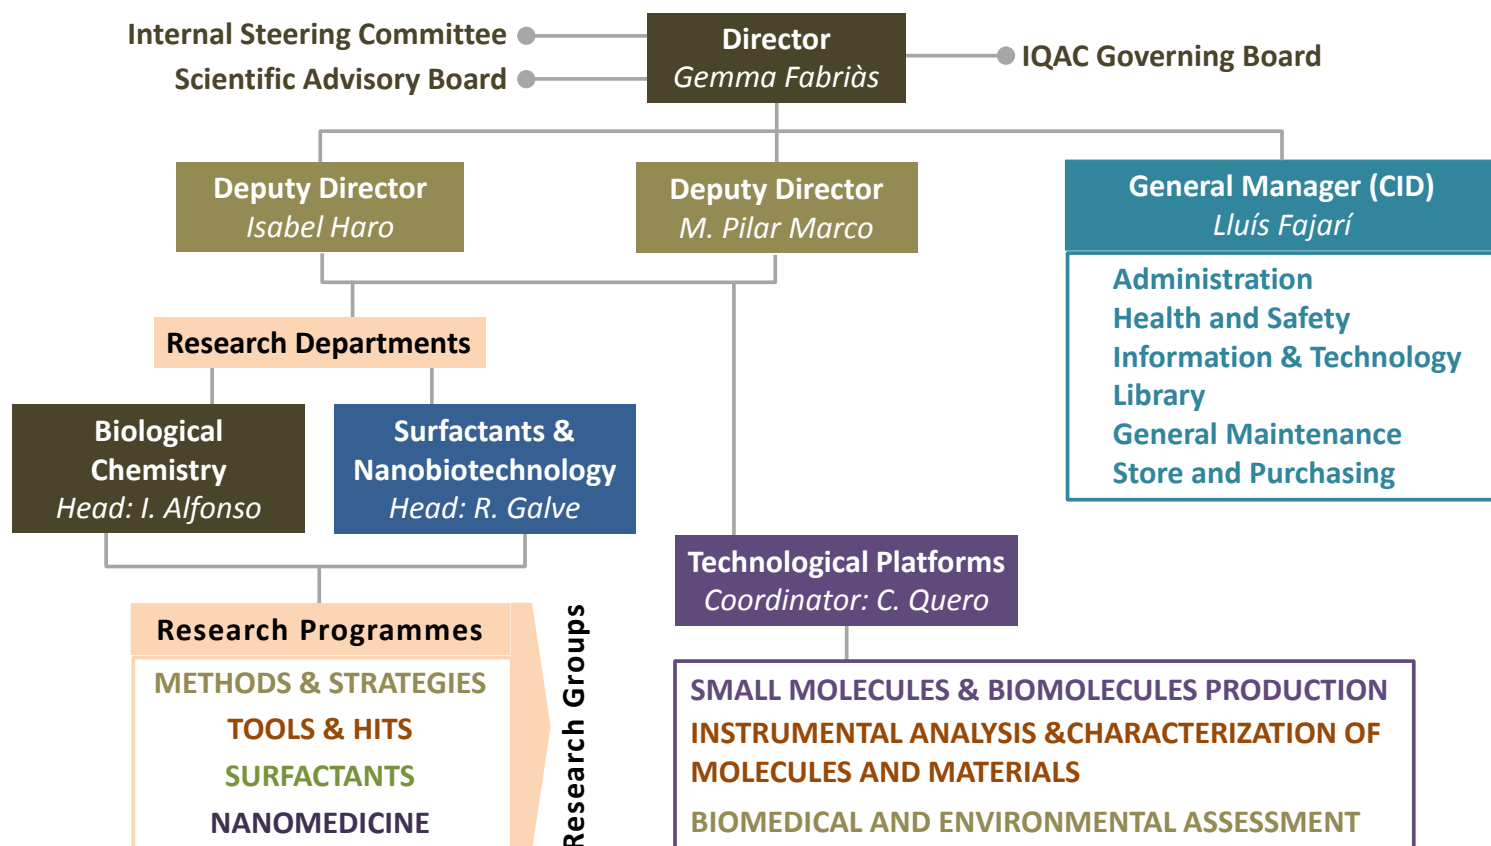 Internal Steering Committee
Scientific Advisory Board
Director
Gemma Fabriàs
IQAC Governing Board
Deputy Director
Isabel Haro
Deputy Director
M. Pilar Marco
General Manager (CID)
Lluís Fajarí
Administration
Health and Safety
Information & Technology
Library
General Maintenance
Store and Purchasing
Research Departments
Biological
Chemistry
Head: I. Alfonso
Surfactants &
Nanobiotechnology
Head: R. Galve
Technological Platforms
Coordinator: C. Quero
Research Programmes
METHODS & STRATEGIES
TOOLS & HITS
SURFACTANTS
NANOMEDICINE
Research Groups
SMALL MOLECULES & BIOMOLECULES PRODUCTION
INSTRUMENTAL ANALYSIS &CHARACTERIZATION OF
MOLECULES AND MATERIALS
BIOMEDICAL AND ENVIRONMENTAL ASSESSMENT